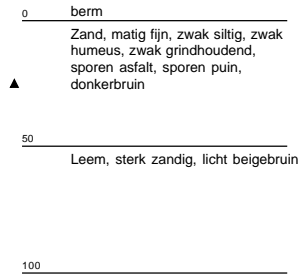 0 berm
Zand, matig fijn, zwak siltig, zwak
humeus, zwak grindhoudend,
sporen asfalt, sporen puin,
donkerbruin
50
Leem, sterk zandig, licht beigebruin
100